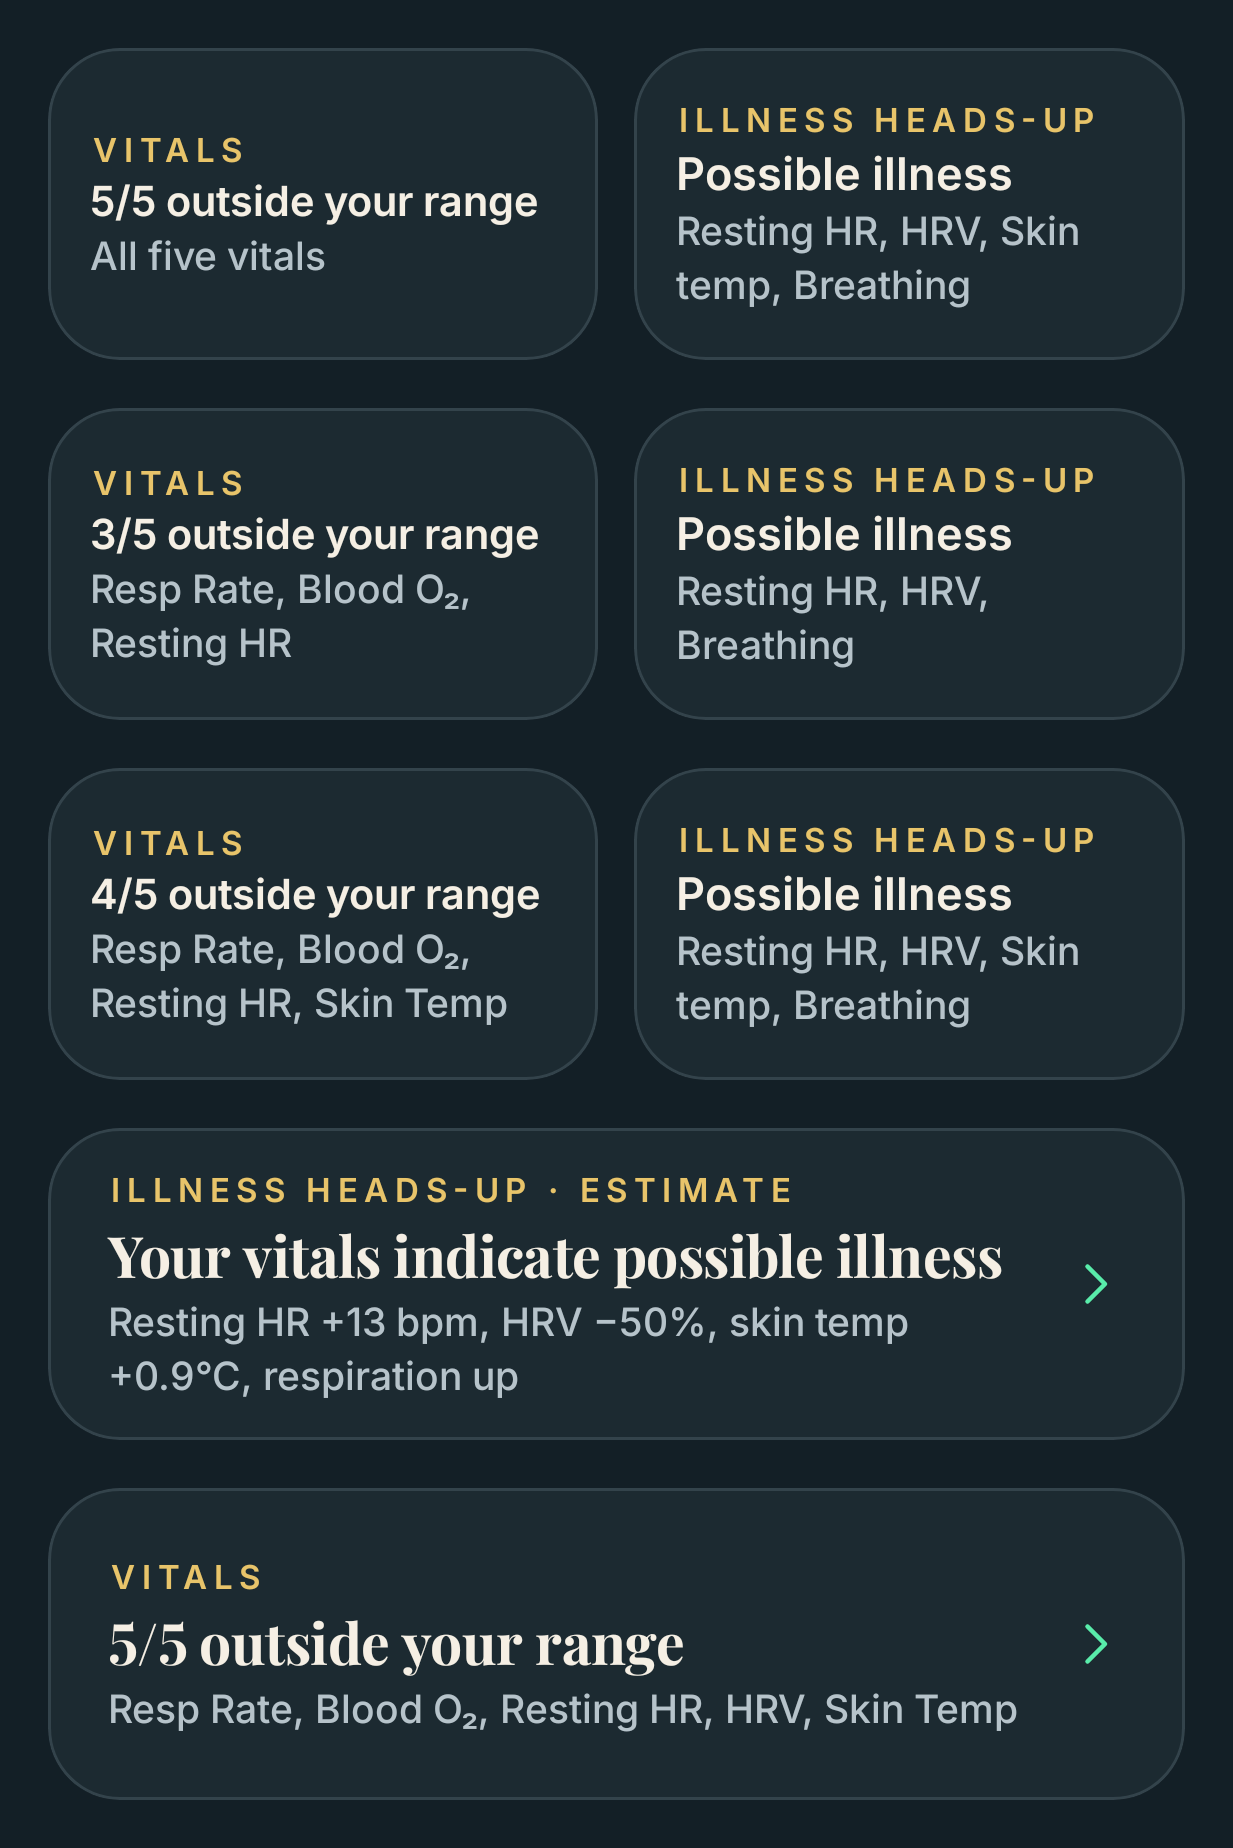 VITALS
5/5 outside your range
All five vitals
ILLNESS HEADS-UP
Possible illness
Resting HR, HRV, Skin
temp, Breathing
VITALS
3/5 outside your range
Resp Rate, Blood O₂,
Resting HR
ILLNESS HEADS-UP
Possible illness
Resting HR, HRV,
Breathing
VITALS
4/5 outside your range
Resp Rate, Blood O₂,
Resting HR, Skin Temp
ILLNESS HEADS-UP
Possible illness
Resting HR, HRV, Skin
temp, Breathing
ILLNESS HEADS-UP · ESTIMATE
Your vitals indicate possible illness
Resting HR +13 bpm, HRV −50%, skin temp
+0.9°C, respiration up
VITALS
5/5 outside your range
Resp Rate, Blood O₂, Resting HR, HRV, Skin Temp